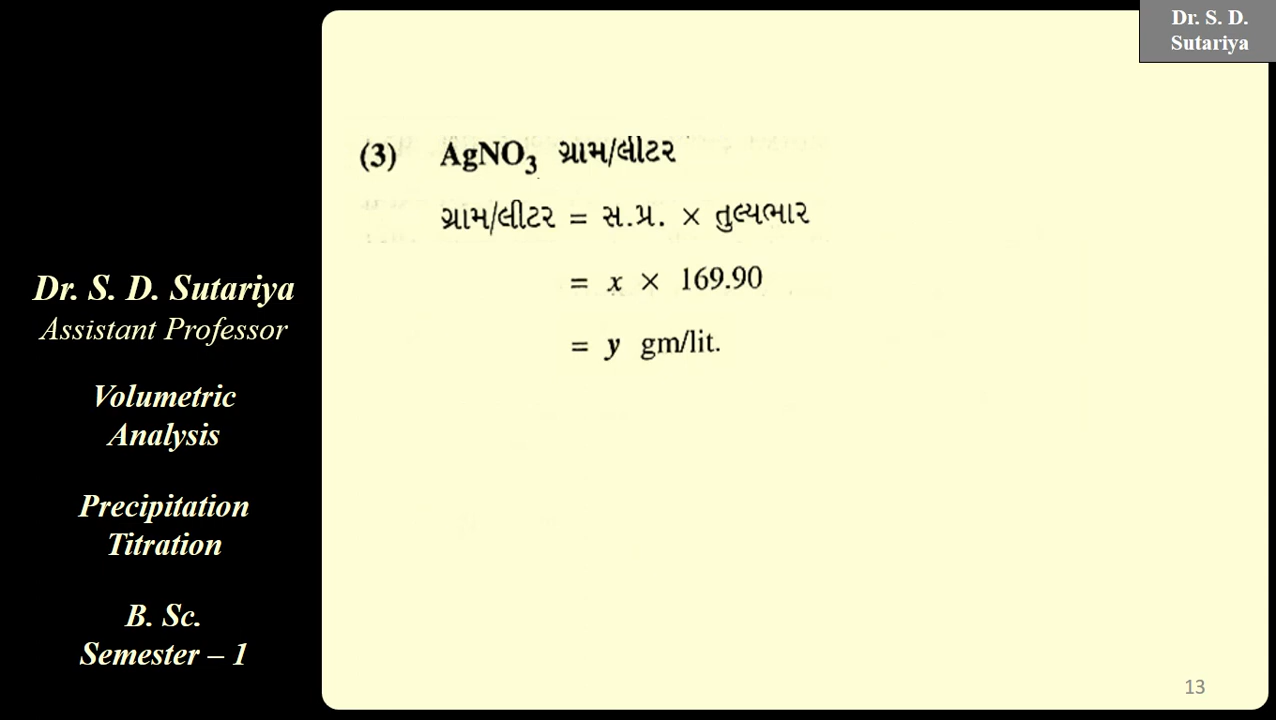 Dr. S. D.
Sutariya
(3) AgNO₃ ગ્રામ/લીટર
ગ્રામ/લીટર = સ.પ્ર. × તુલ્યભાર
= x × 169.90
= y gm/lit.
Dr. S. D. Sutariya
Assistant Professor
Volumetric
Analysis
Precipitation
Titration
B. Sc.
Semester – 1
13